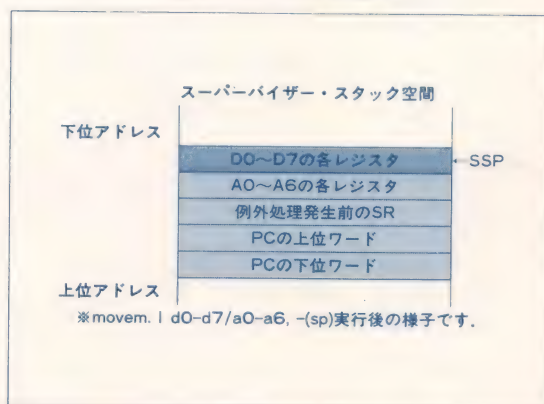 スーパーバイザー・スタック空間
下位アドレス
D0〜D7の各レジスタ
SSP
A0〜A6の各レジスタ
例外処理発生前のSR
PCの上位ワード
PCの下位ワード
上位アドレス
※movem. l d0-d7/a0-a6, -(sp)実行後の様子です.